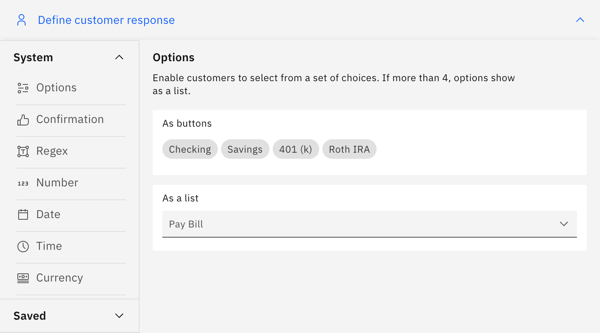 Define customer response
System
Options
Confirmation
Regex
123 Number
Date
Time
Currency
Saved
Options
Enable customers to select from a set of choices. If more than 4, options show
as a list.
As buttons
Checking Savings 401 (k) Roth IRA
As a list
Pay Bill